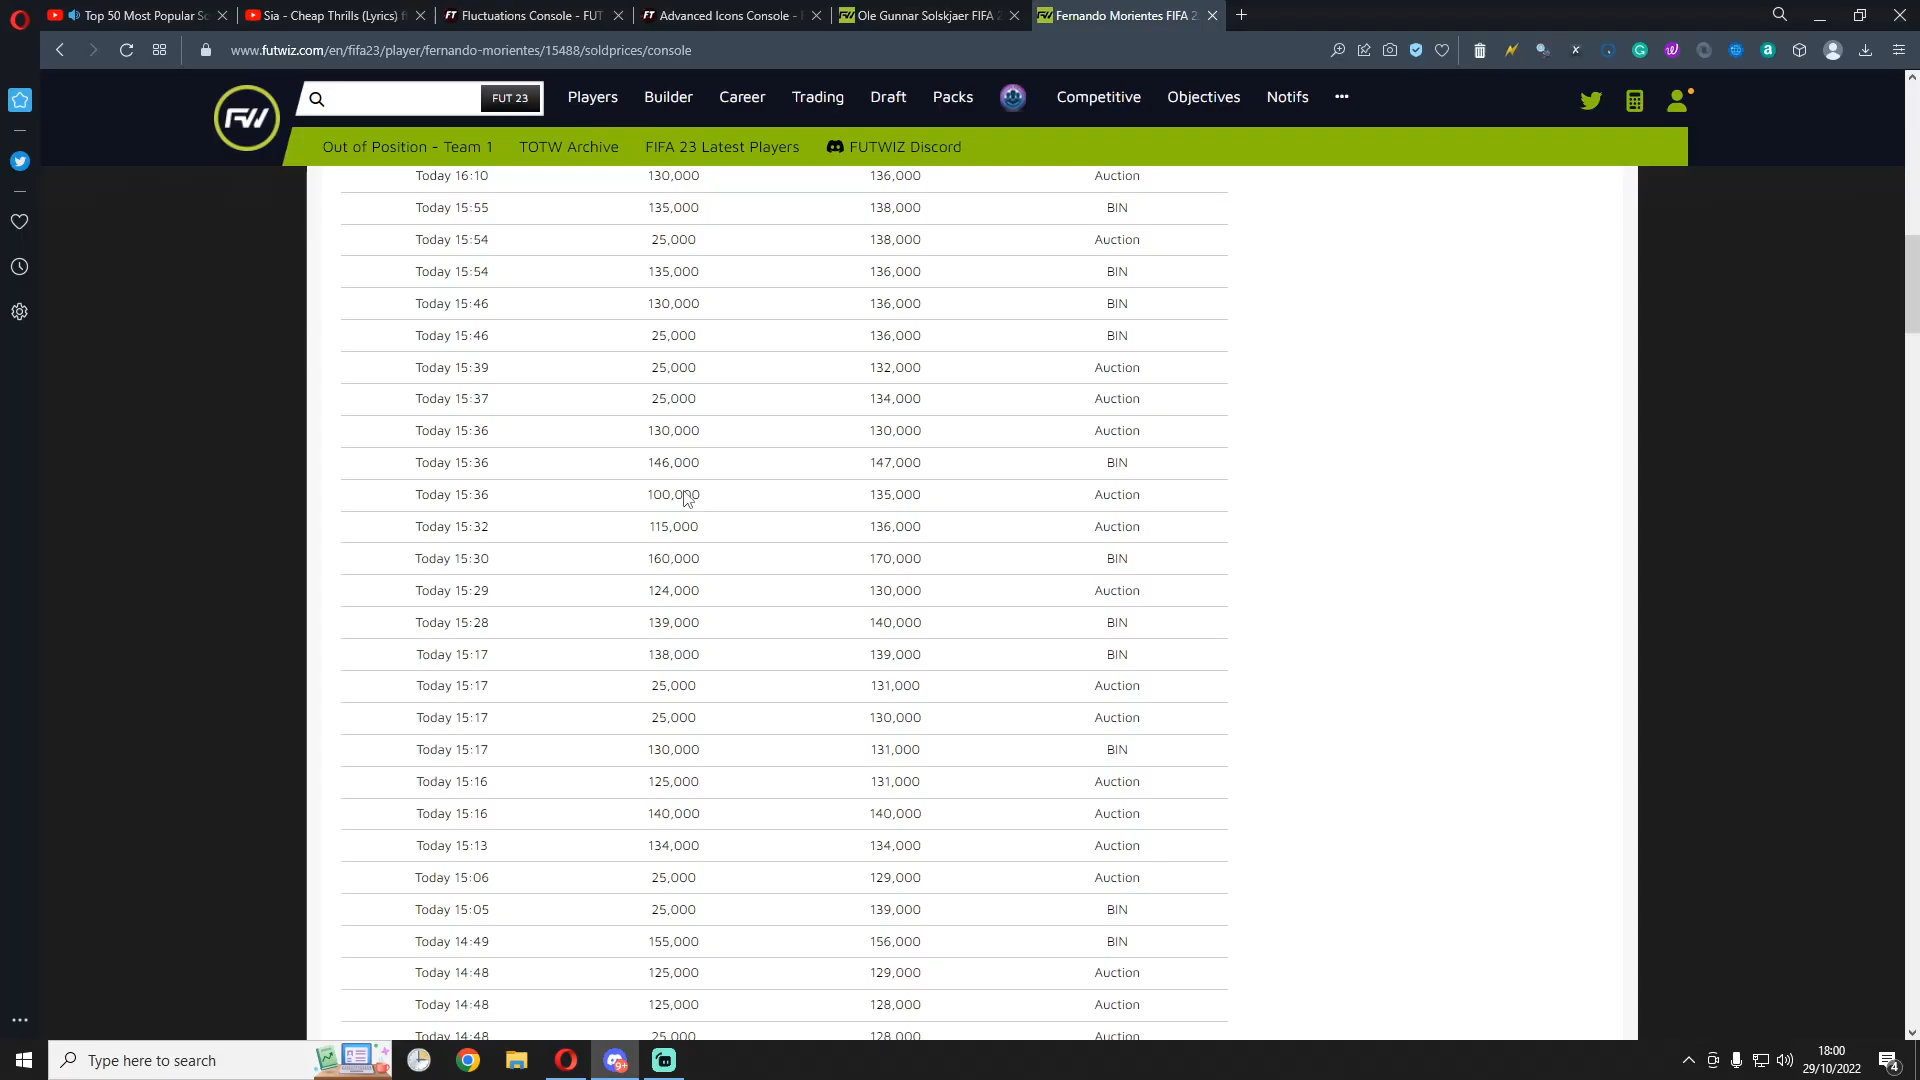 Top 50 Most Popular So
Sia - Cheap Thrills (Lyrics) f
FT Fluctuations Console - FUT
FT Advanced Icons Console -
Ole Gunnar Solskjaer FIFA 2
Fernando Morientes FIFA 2
www.futwiz.com/en/fifa23/player/fernando-morientes/15488/soldprices/console
FW
FUT 23
Players
Builder
Career
Trading
Draft
Packs
Competitive
Objectives
Notifs
Out of Position - Team 1
TOTW Archive
FIFA 23 Latest Players
FUTWIZ Discord
Today 16:10 130,000 136,000 Auction
Today 15:55 135,000 138,000 BIN
Today 15:54 25,000 138,000 Auction
Today 15:54 135,000 136,000 BIN
Today 15:46 130,000 136,000 BIN
Today 15:46 25,000 136,000 BIN
Today 15:39 25,000 132,000 Auction
Today 15:37 25,000 134,000 Auction
Today 15:36 130,000 130,000 Auction
Today 15:36 146,000 147,000 BIN
Today 15:36 100,000 135,000 Auction
Today 15:32 115,000 136,000 Auction
Today 15:30 160,000 170,000 BIN
Today 15:29 124,000 130,000 Auction
Today 15:28 139,000 140,000 BIN
Today 15:17 138,000 139,000 BIN
Today 15:17 25,000 131,000 Auction
Today 15:17 25,000 130,000 Auction
Today 15:17 130,000 131,000 BIN
Today 15:16 125,000 131,000 Auction
Today 15:16 140,000 140,000 Auction
Today 15:13 134,000 134,000 Auction
Today 15:06 25,000 129,000 Auction
Today 15:05 25,000 139,000 BIN
Today 14:49 155,000 156,000 BIN
Today 14:48 125,000 129,000 Auction
Today 14:48 125,000 128,000 Auction
Today 14:48 25,000 128,000 Auction
Type here to search
9+
18:00
29/10/2022
4